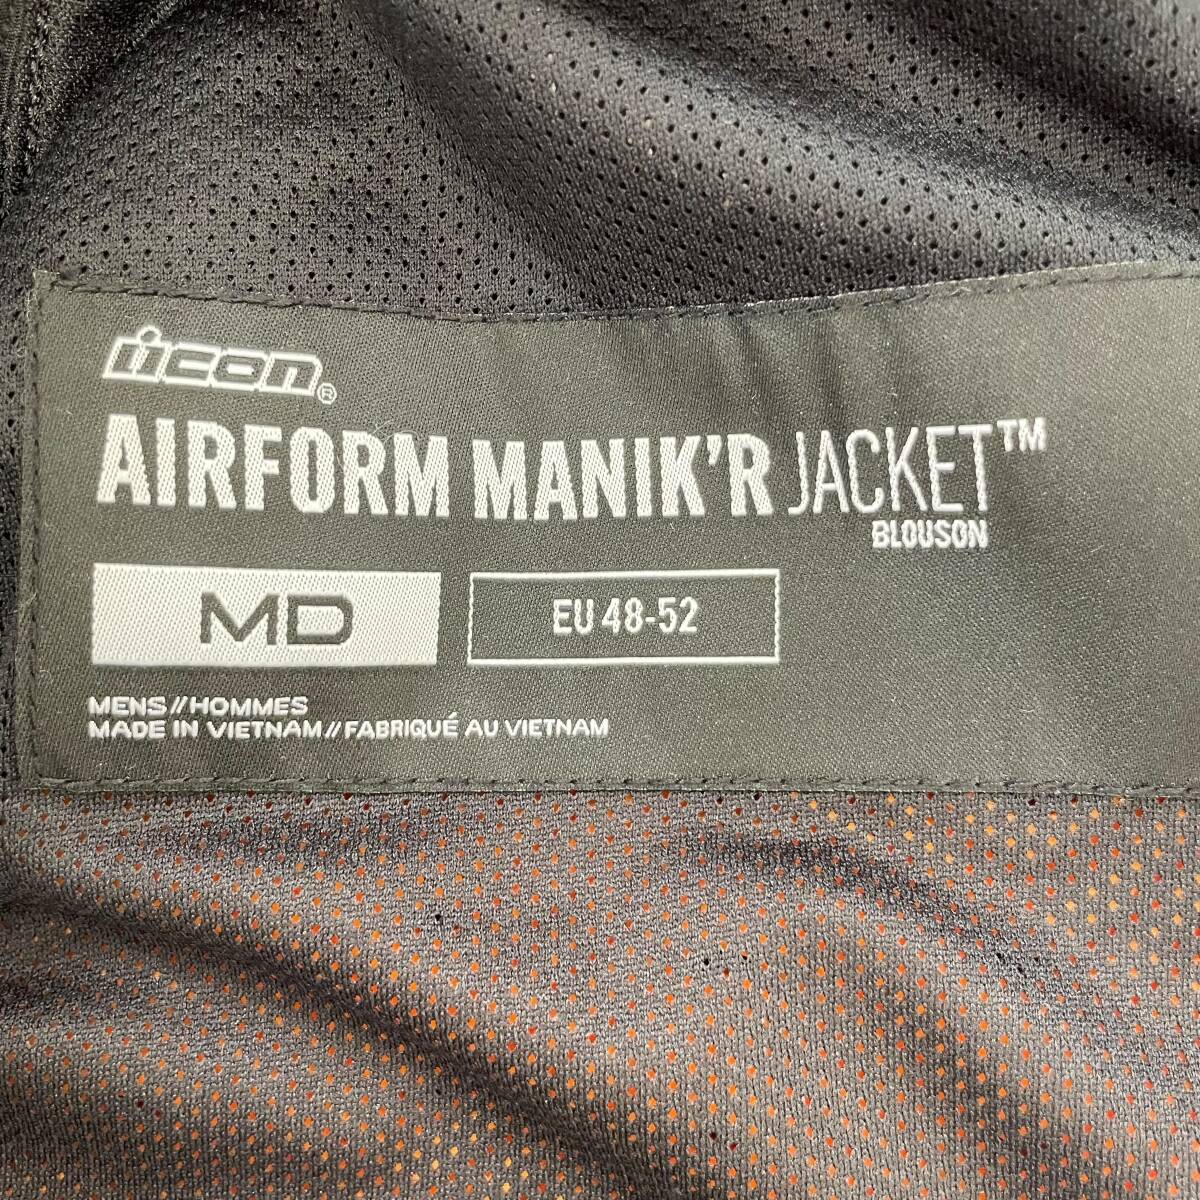 icon®
AIRFORM MANIK'R JACKET™
BLOUSON
MD
EU 48-52
MENS//HOMMES
MADE IN VIETNAM//FABRIQUÉ AU VIETNAM